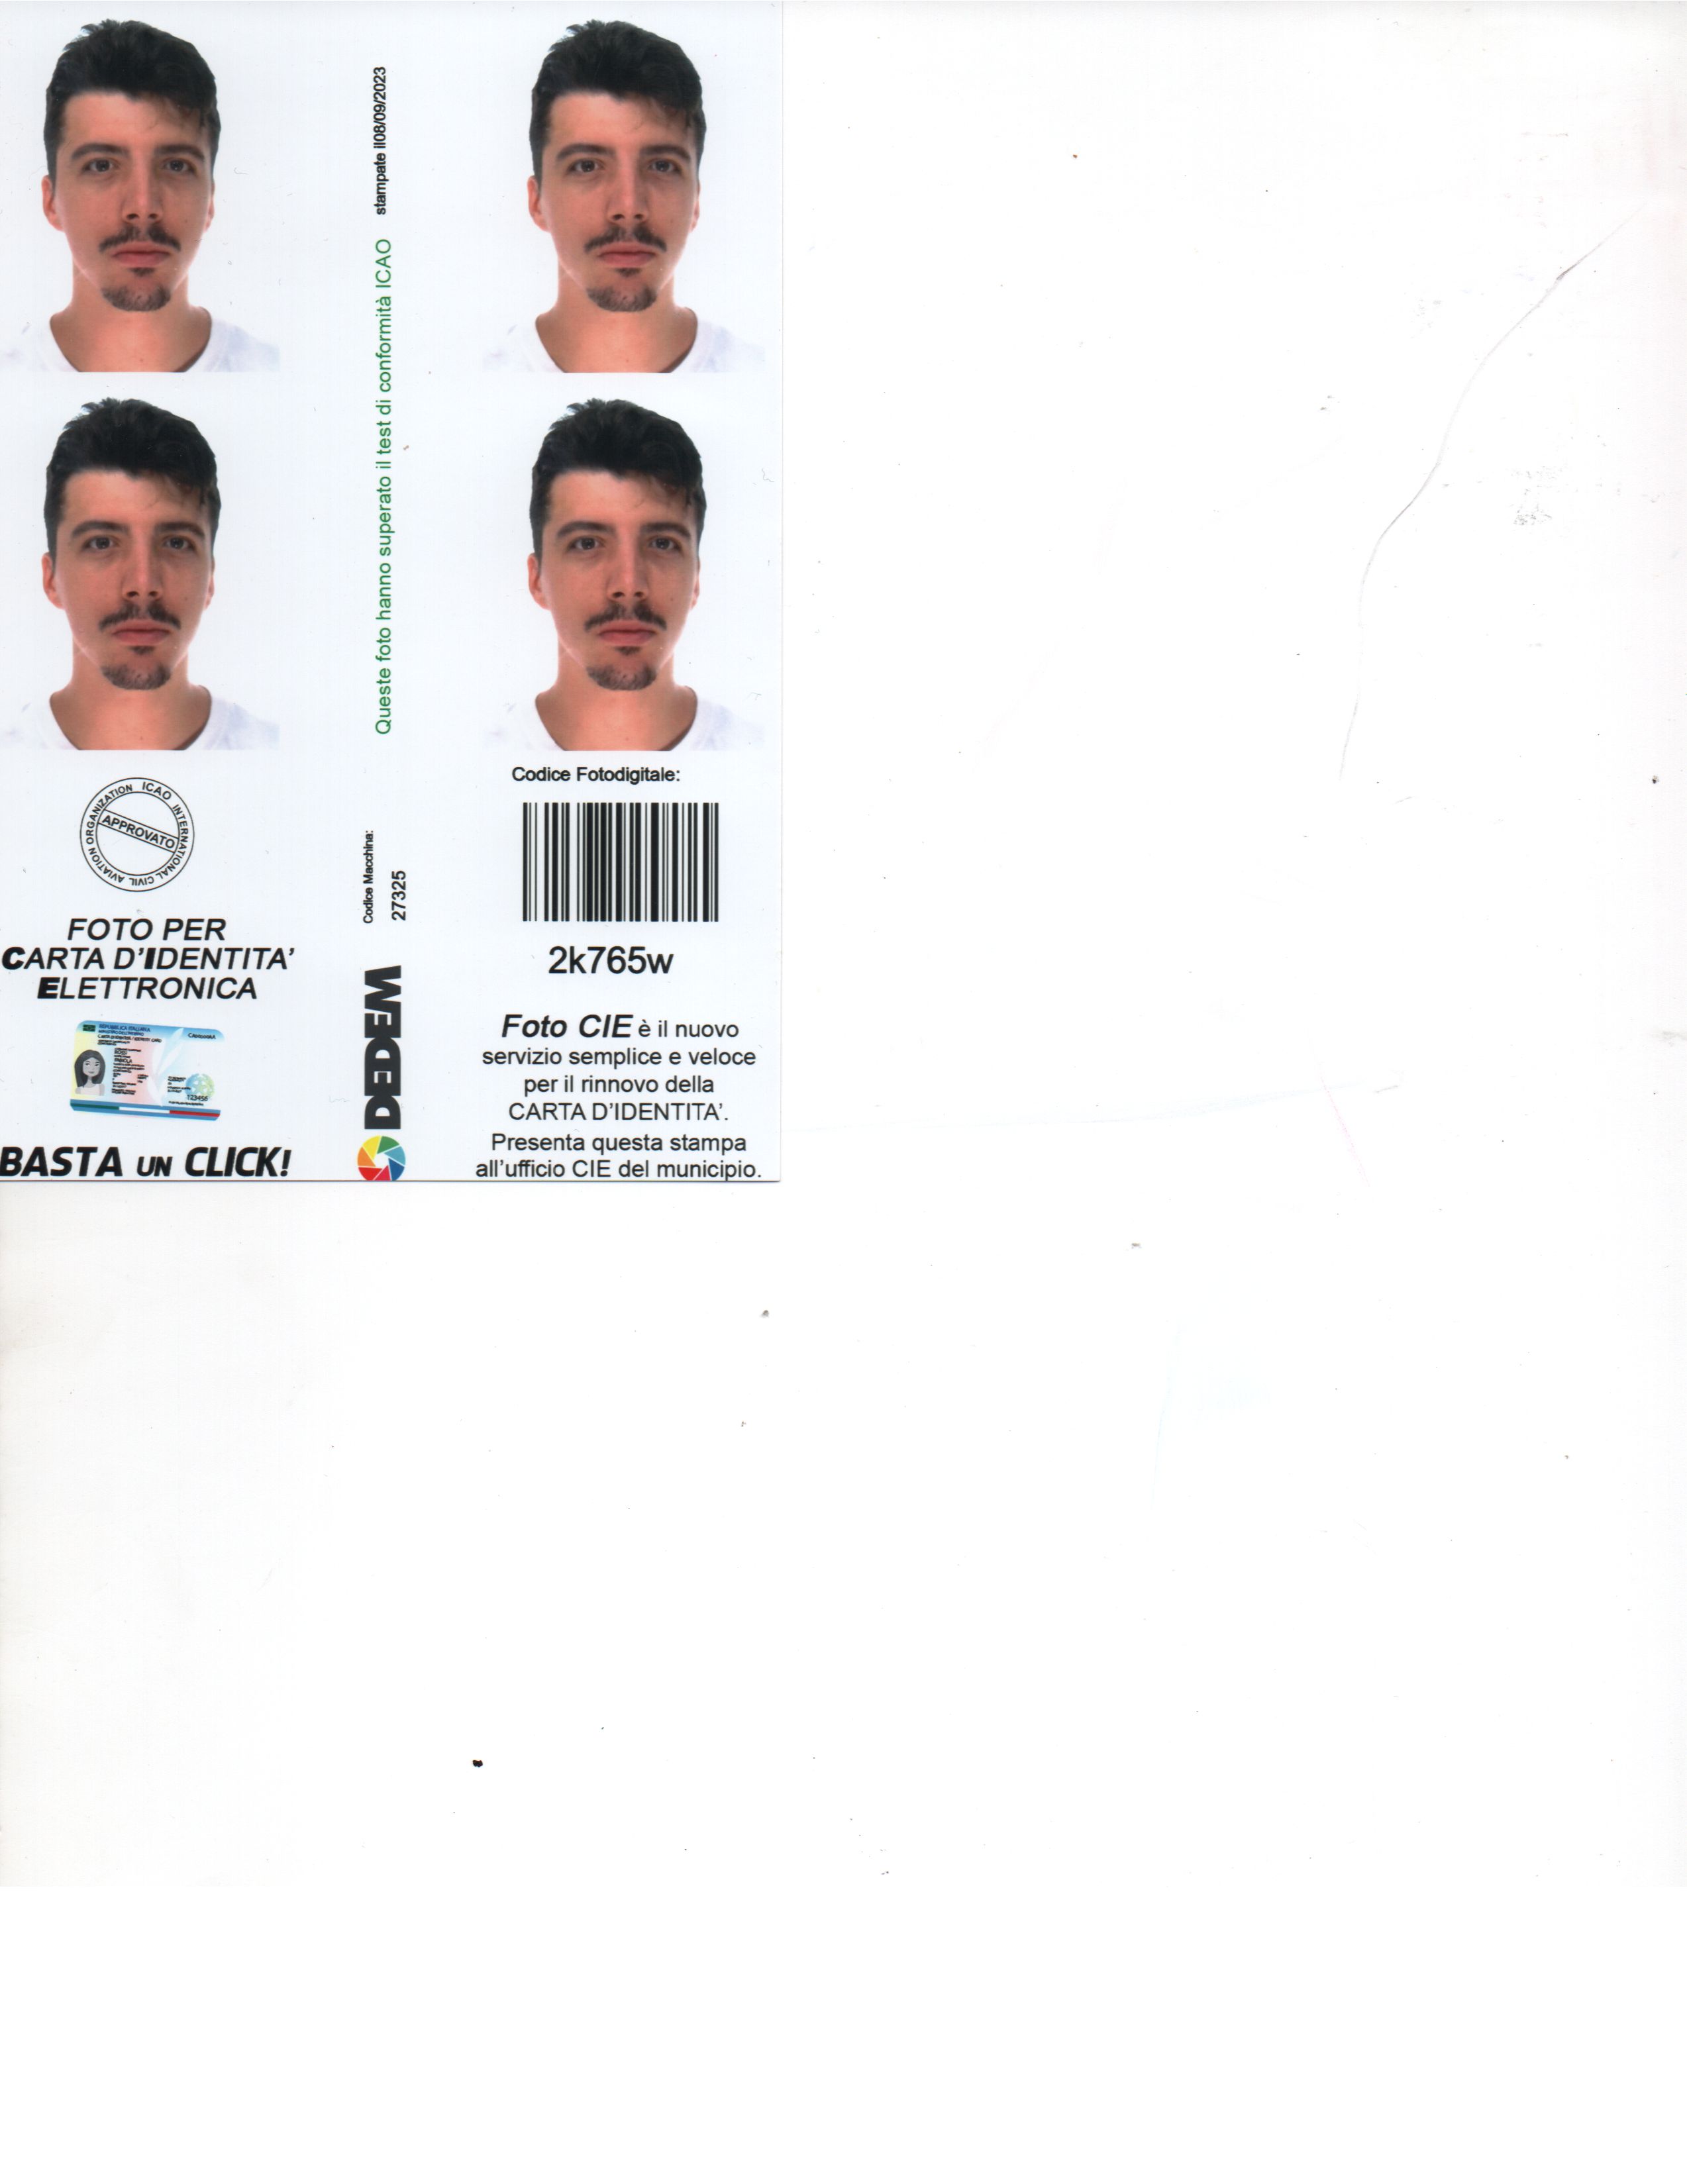 stampate il08/09/2023
Queste foto hanno superato il test di conformità ICAO
ICAO INTERNATIONAL CIVIL AVIATION ORGANIZATION
APPROVATO
FOTO PER
CARTA D'IDENTITA'
ELETTRONICA
REPUBBLICA ITALIANA
123456
BASTA UN CLICK!
Codice Macchina:
27325
DEDEM
Codice Fotodigitale:
2k765w
Foto CIE è il nuovo
servizio semplice e veloce
per il rinnovo della
CARTA D'IDENTITA'.
Presenta questa stampa
all'ufficio CIE del municipio.